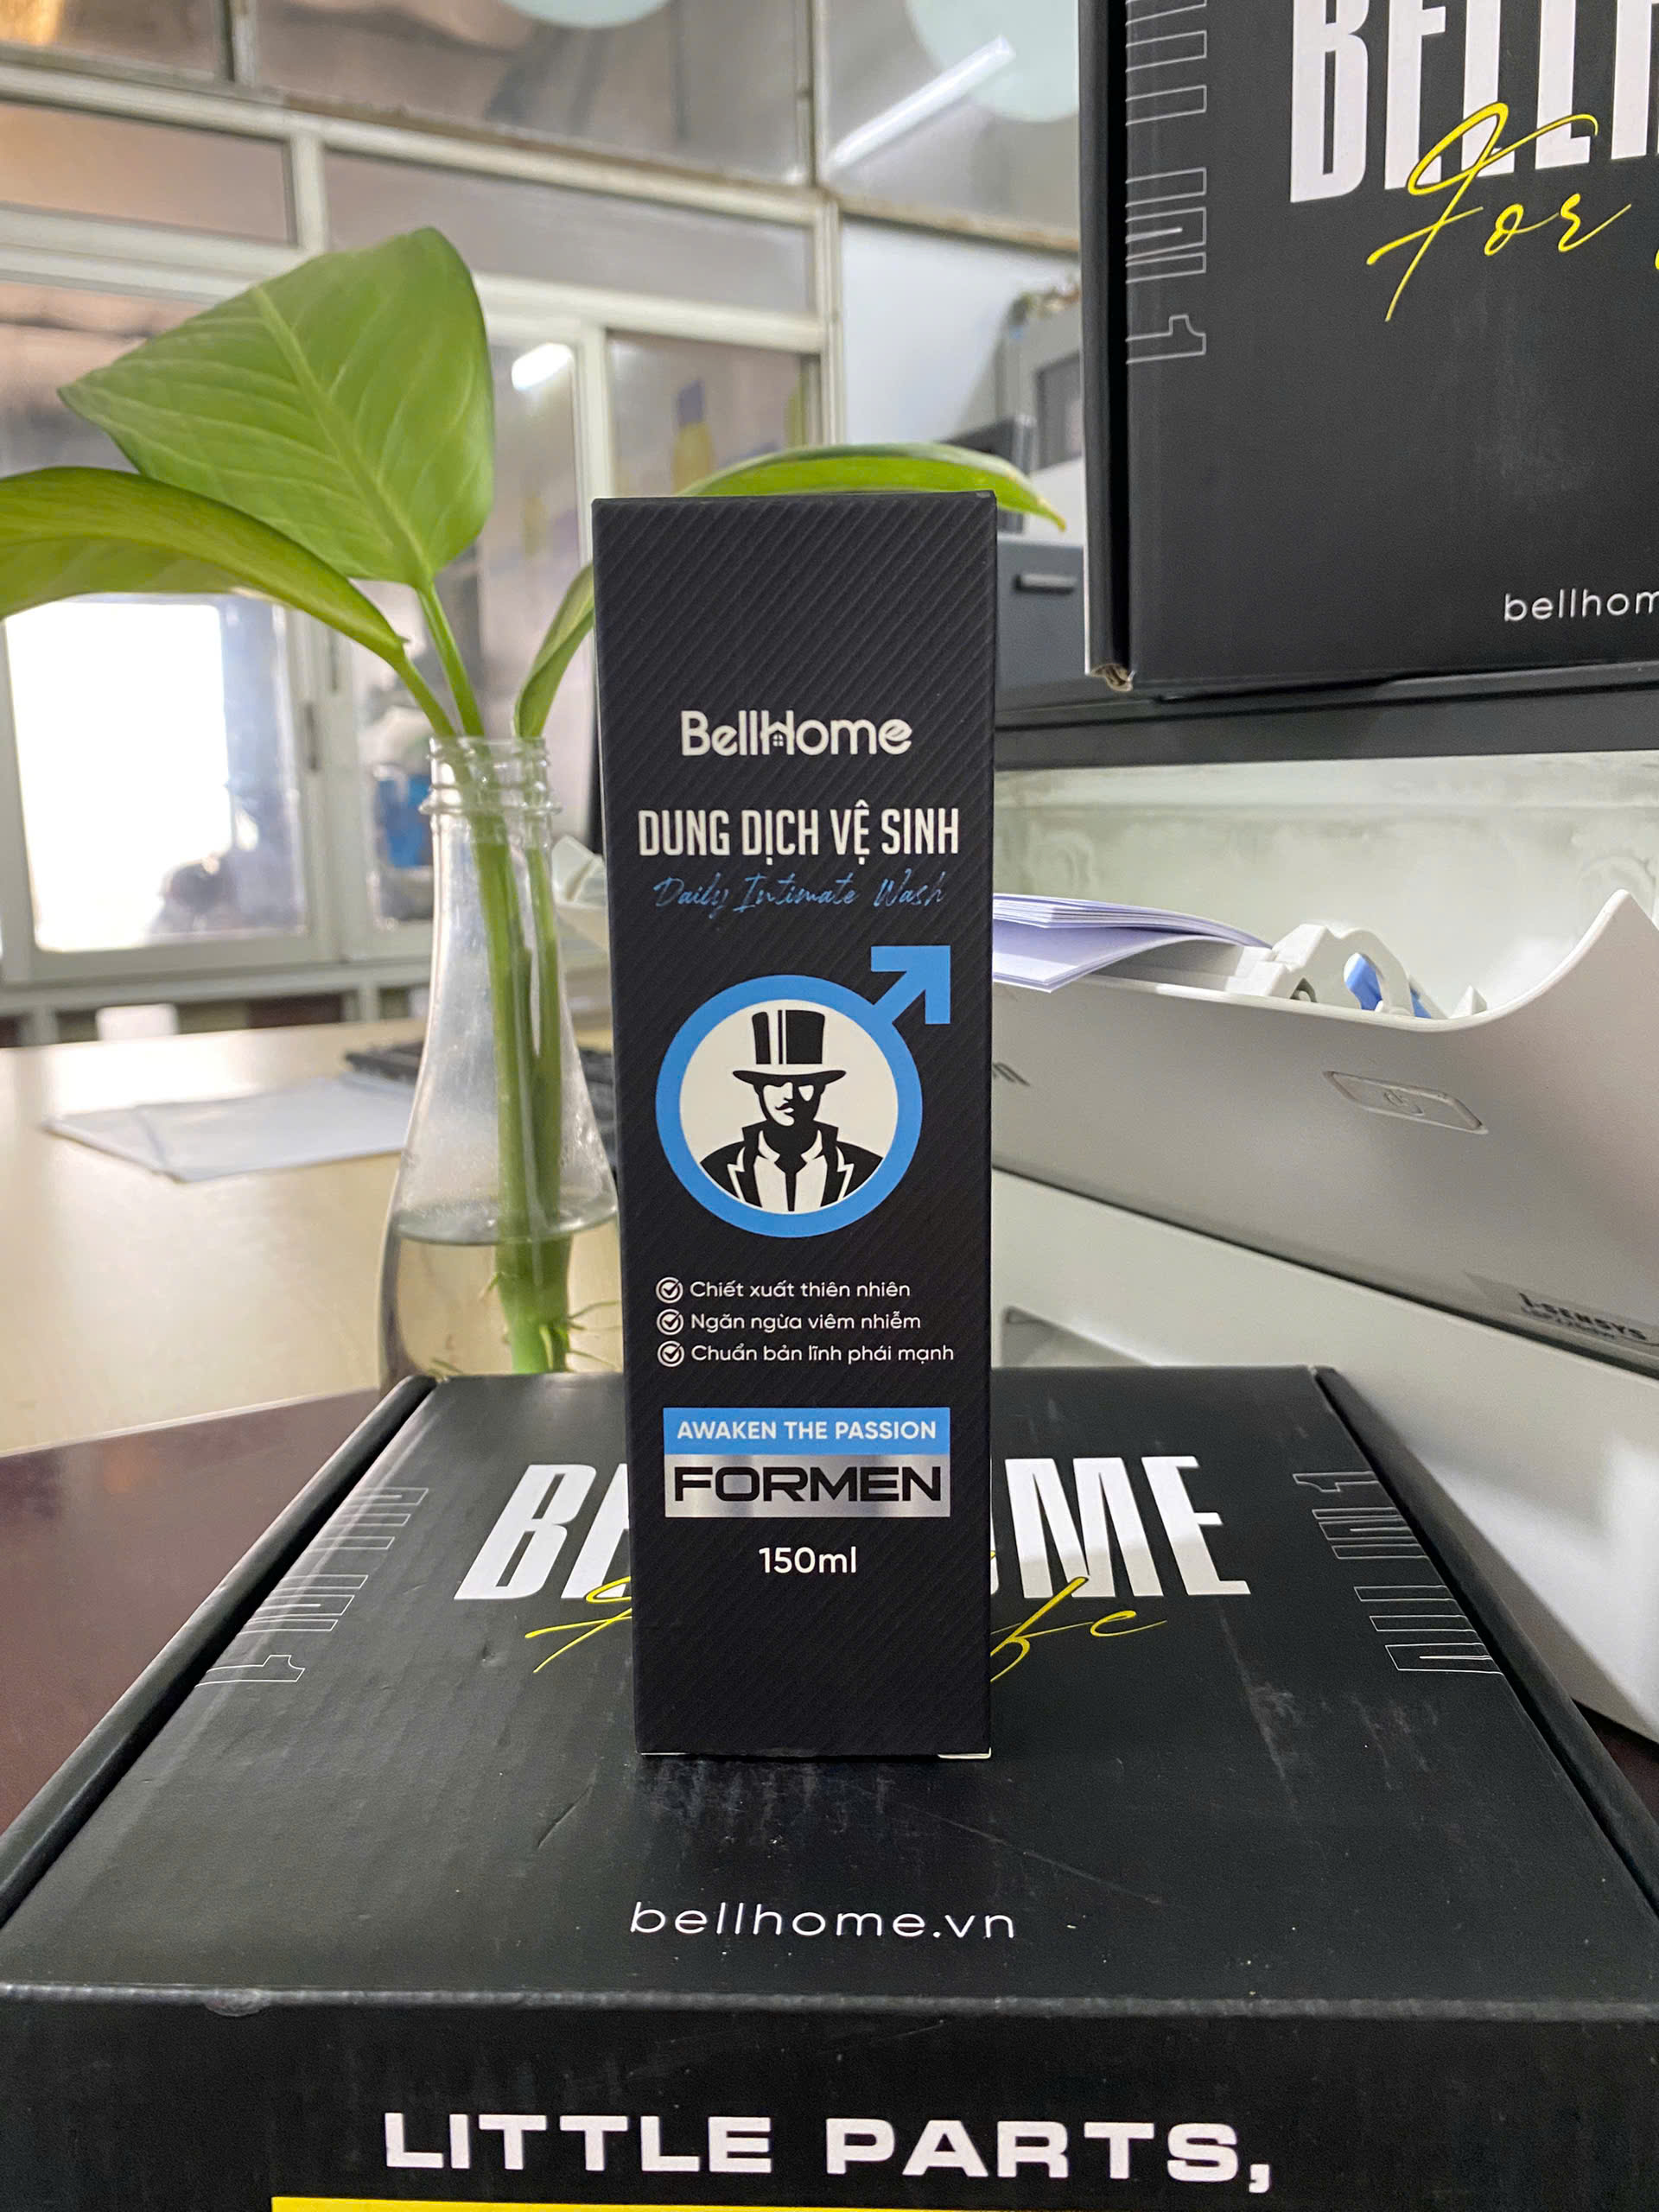 For
BellHome
DUNG DỊCH VỆ SINH
Daily Intimate Wash
Chiết xuất thiên nhiên
Ngăn ngừa viêm nhiễm
Chuẩn bản lĩnh phái mạnh
AWAKEN THE PASSION
FORMEN
150ml
bellhome.vn
LITTLE PARTS,